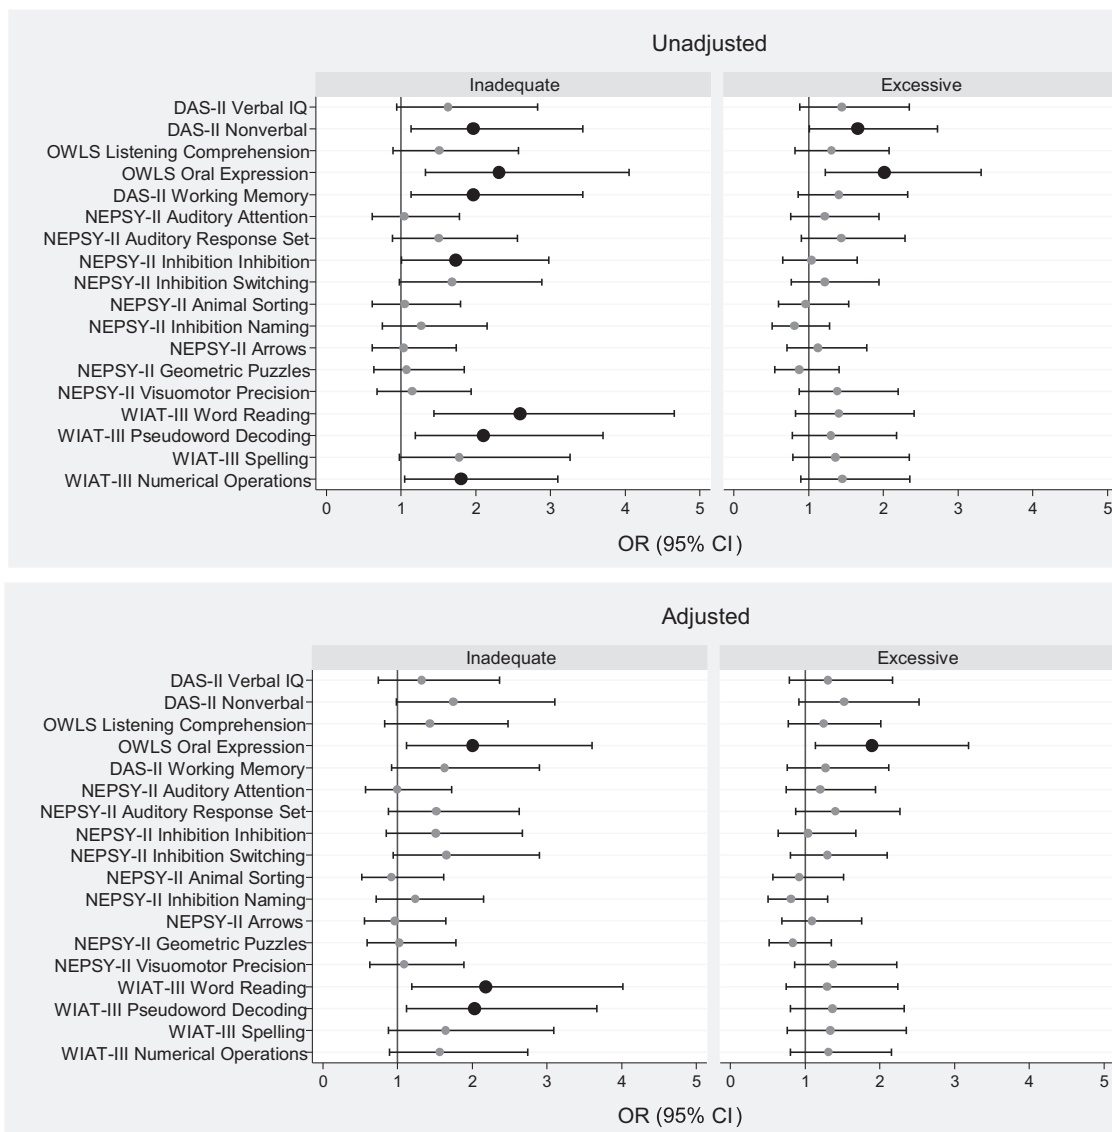 Unadjusted
Inadequate
Excessive
DAS-II Verbal IQ
DAS-II Nonverbal
OWLS Listening Comprehension
OWLS Oral Expression
DAS-II Working Memory
NEPSY-II Auditory Attention
NEPSY-II Auditory Response Set
NEPSY-II Inhibition Inhibition
NEPSY-II Inhibition Switching
NEPSY-II Animal Sorting
NEPSY-II Inhibition Naming
NEPSY-II Arrows
NEPSY-II Geometric Puzzles
NEPSY-II Visuomotor Precision
WIAT-III Word Reading
WIAT-III Pseudoword Decoding
WIAT-III Spelling
WIAT-III Numerical Operations
0 1 2 3 4 5
0 1 2 3 4 5
OR (95% CI)
Adjusted
Inadequate
Excessive
DAS-II Verbal IQ
DAS-II Nonverbal
OWLS Listening Comprehension
OWLS Oral Expression
DAS-II Working Memory
NEPSY-II Auditory Attention
NEPSY-II Auditory Response Set
NEPSY-II Inhibition Inhibition
NEPSY-II Inhibition Switching
NEPSY-II Animal Sorting
NEPSY-II Inhibition Naming
NEPSY-II Arrows
NEPSY-II Geometric Puzzles
NEPSY-II Visuomotor Precision
WIAT-III Word Reading
WIAT-III Pseudoword Decoding
WIAT-III Spelling
WIAT-III Numerical Operations
0 1 2 3 4 5
0 1 2 3 4 5
OR (95% CI)